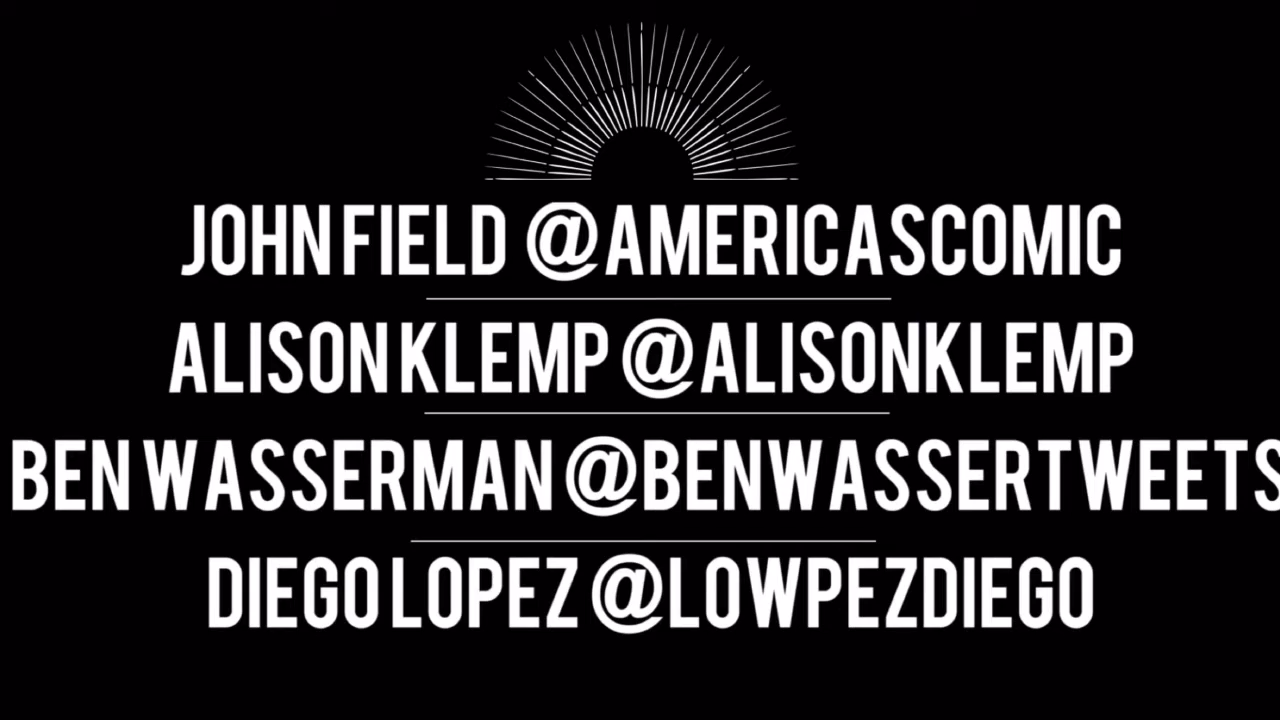 JOHN FIELD @AMERICASCOMIC
ALISON KLEMP @ALISONKLEMP
BEN WASSERMAN @BENWASSERTWEETS
DIEGO LOPEZ @LOWPEZDIEGO